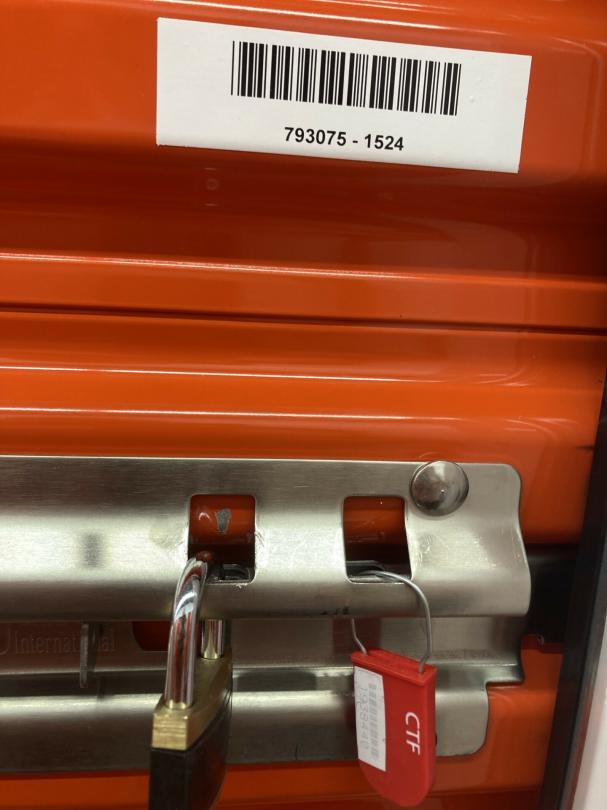 793075 - 1524
International
CTF